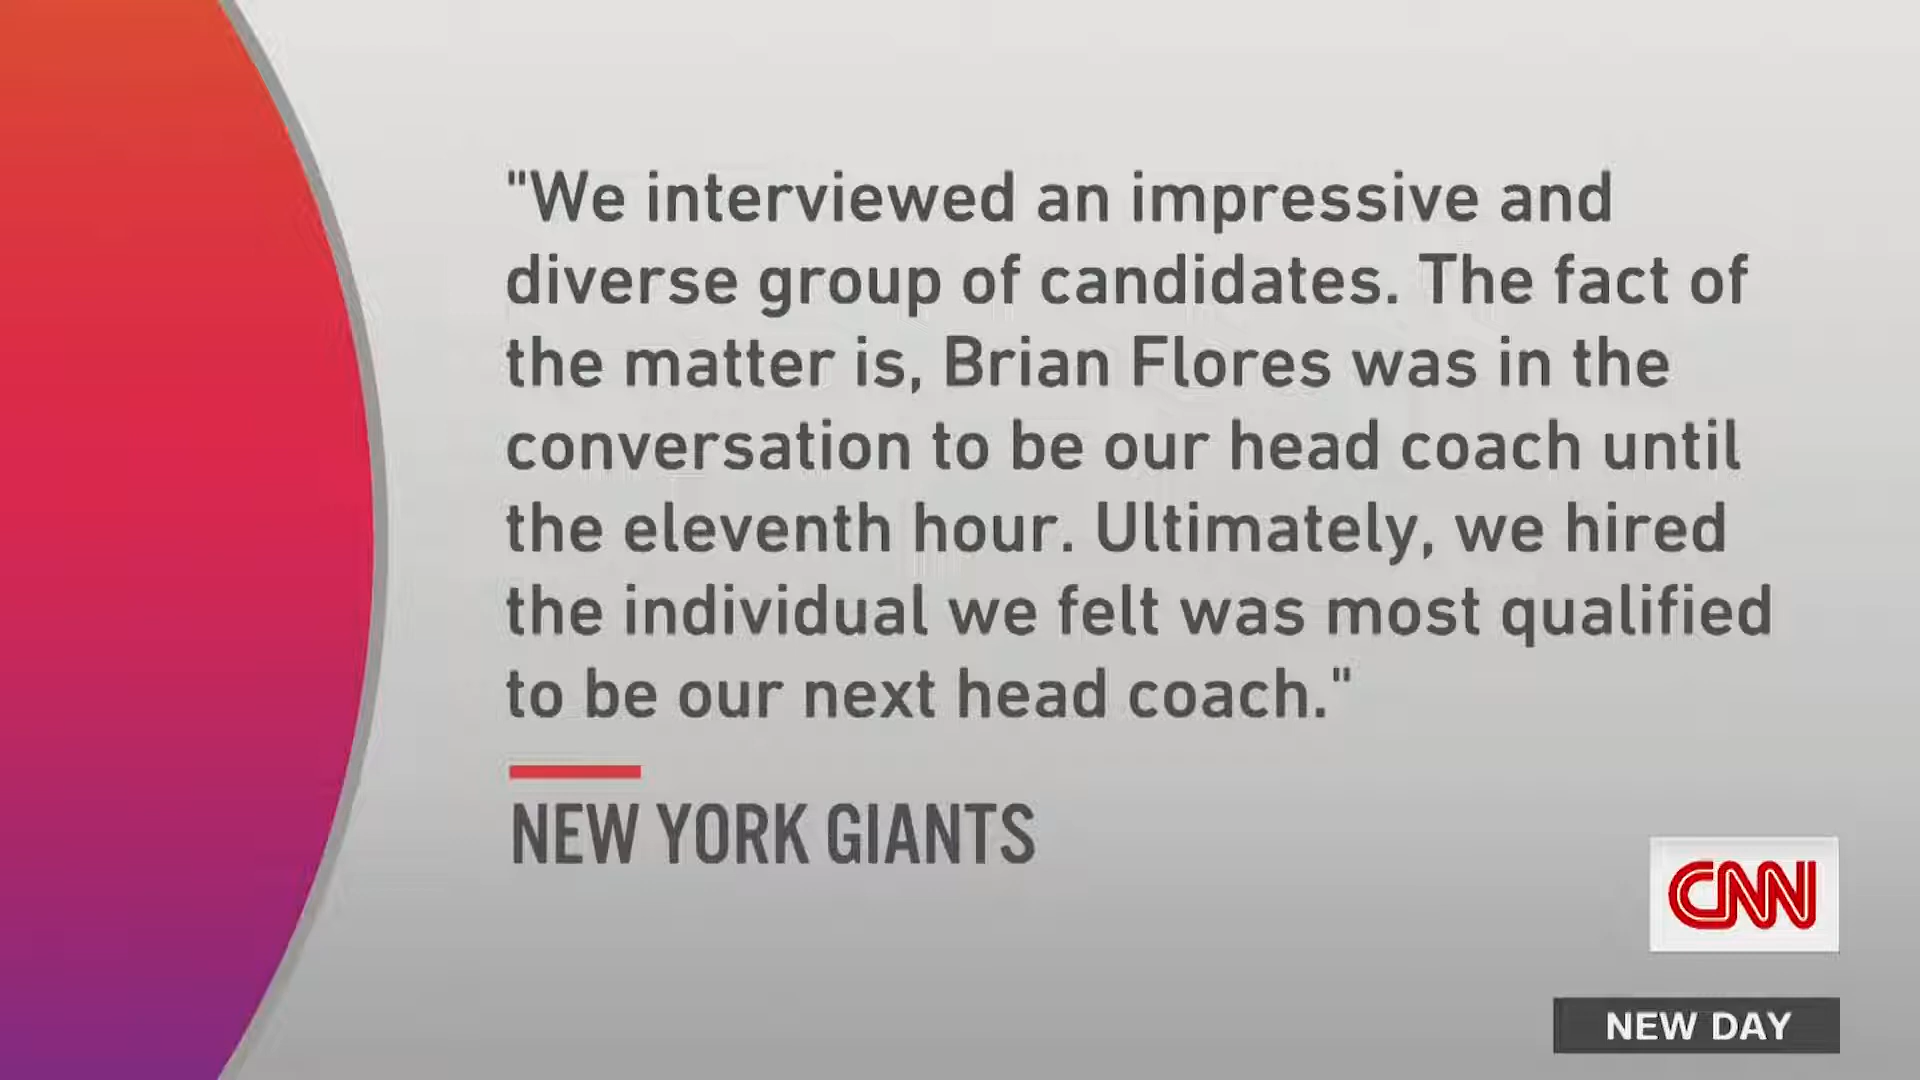 "We interviewed an impressive and
diverse group of candidates. The fact of
the matter is, Brian Flores was in the
conversation to be our head coach until
the eleventh hour. Ultimately, we hired
the individual we felt was most qualified
to be our next head coach."
NEW YORK GIANTS
CNN
NEW DAY